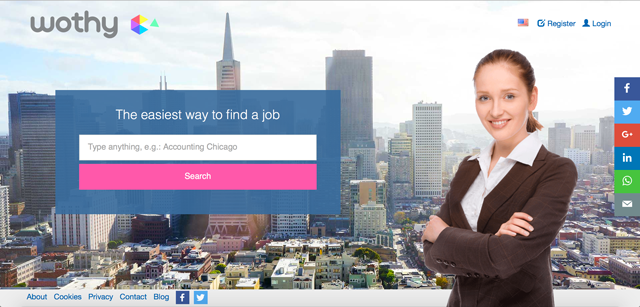 wothy
Register
Login
The easiest way to find a job
Type anything, e.g.: Accounting Chicago
Search
About Cookies Privacy Contact Blog